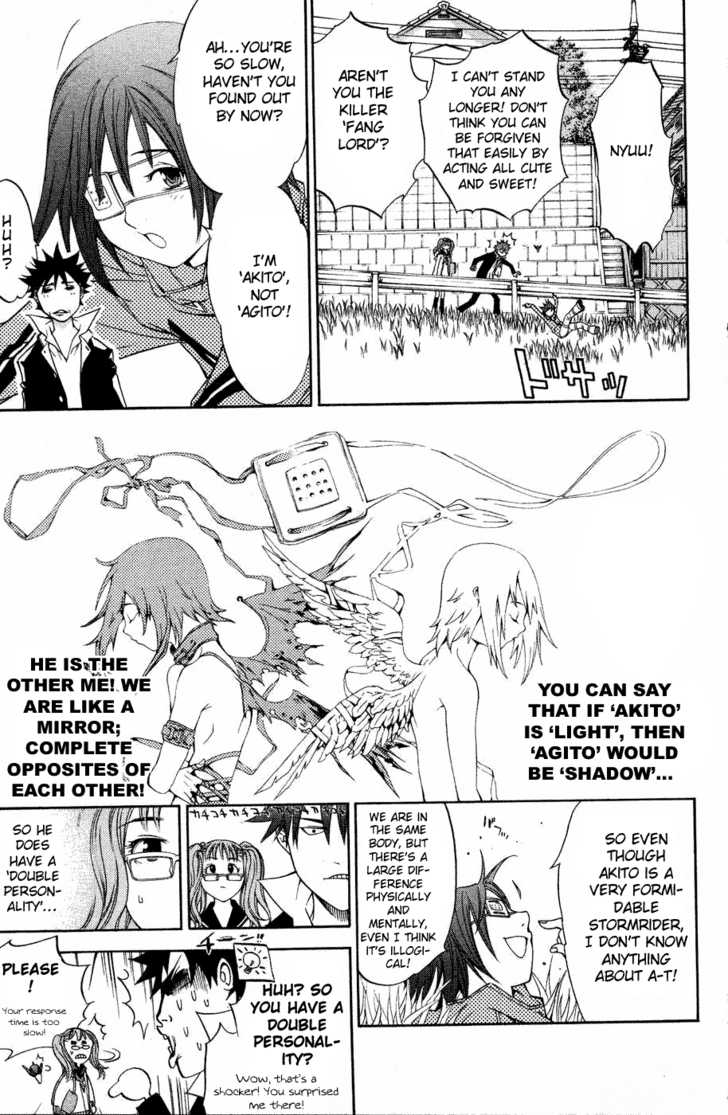 NYUU!
I CAN'T STAND
YOU ANY
LONGER! DON'T
THINK YOU CAN
BE FORGIVEN
THAT EASILY BY
ACTING ALL CUTE
AND SWEET!
AREN'T
YOU THE
KILLER
'FANG
LORD'?
ドサッ
AH...YOU'RE
SO SLOW,
HAVEN'T YOU
FOUND OUT
BY NOW?
I'M
'AKITO',
NOT
'AGITO'!
HUH?
YOU CAN SAY
THAT IF 'AKITO'
IS 'LIGHT', THEN
'AGITO' WOULD
BE 'SHADOW'...
HE IS THE
OTHER ME! WE
ARE LIKE A
MIRROR;
COMPLETE
OPPOSITES OF
EACH OTHER!
SO EVEN
THOUGH
AKITO IS A
VERY FORMI-
DABLE
STORMRIDER,
I DON'T KNOW
ANYTHING
ABOUT A-T!
WE ARE IN THE
SAME
BODY, BUT
THERE'S A
LARGE DIF-
FERENCE
PHYSICALLY
AND
MENTALLY,
EVEN I THINK
IT'S ILLOGI-
CAL!
SO HE
DOES
HAVE A
'DOUBLE
PERSON-
ALITY'...
HUH? SO
YOU HAVE A
DOUBLE
PERSONAL-
ITY?
Wow, that's a
shocker! You surprised
me there!
PLEASE
!
Your response
time is too
slow!